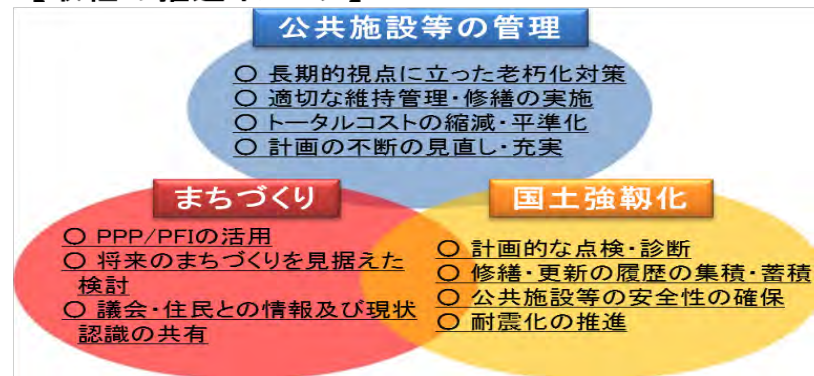 公共施設等の管理
○ 長期的視点に立った老朽化対策
○ 適切な維持管理・修繕の実施
○ トータルコストの縮減・平準化
○ 計画の不断の見直し・充実
まちづくり
○ PPP/PFIの活用
○ 将来のまちづくりを見据えた
検討
○ 議会・住民との情報及び現状
認識の共有
国土強靱化
○ 計画的な点検・診断
○ 修繕・更新の履歴の集積・蓄積
○ 公共施設等の安全性の確保
○ 耐震化の推進